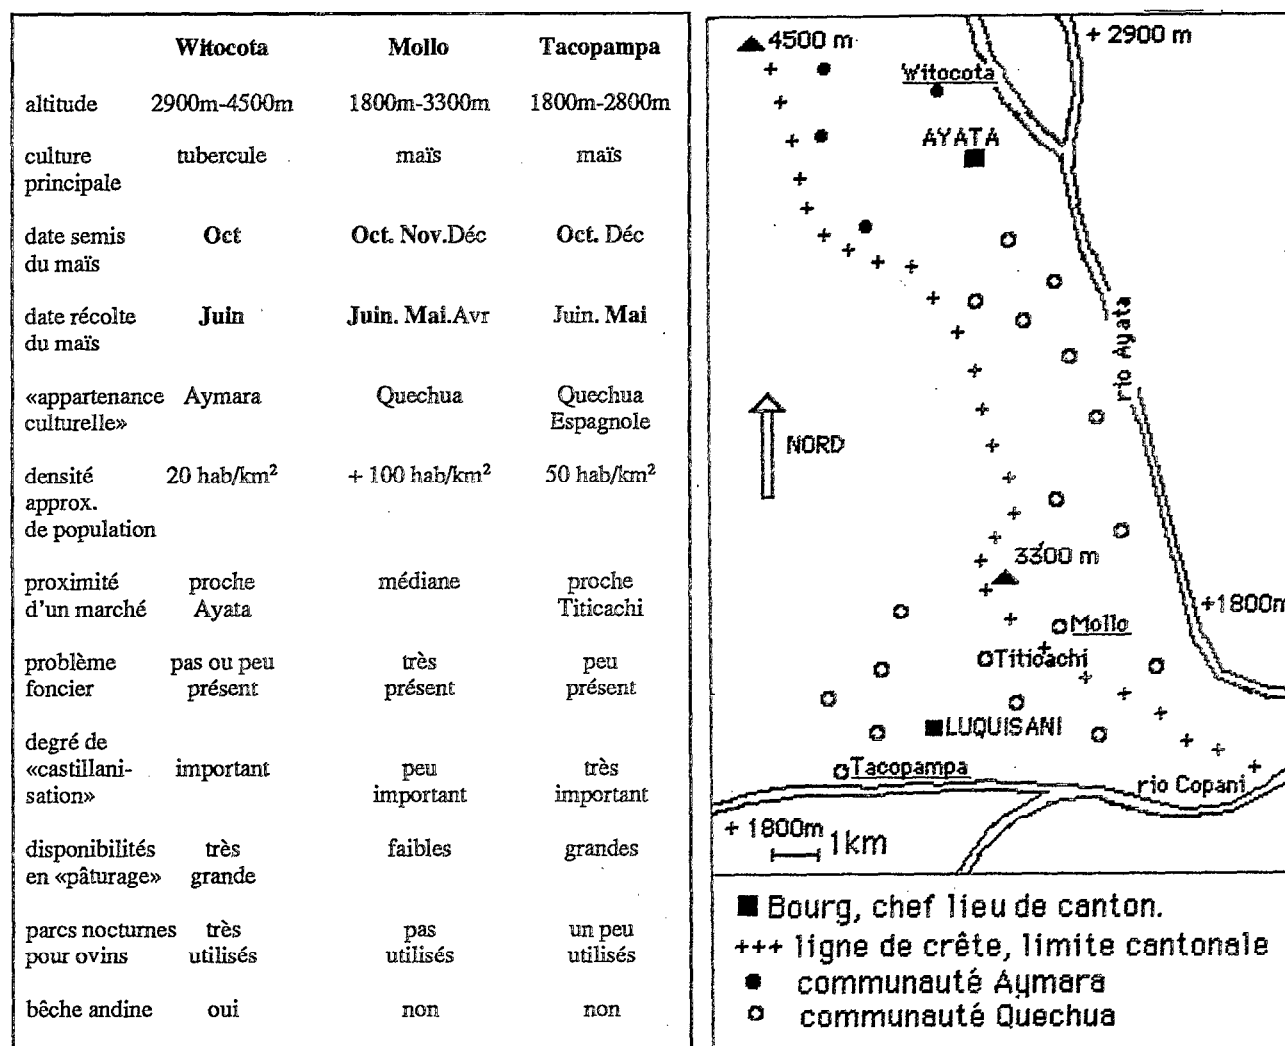 Witocota Mollo Tacopampa
altitude 2900m-4500m 1800m-3300m 1800m-2800m
culture tubercule maïs maïs
principale
date semis Oct Oct. Nov.Déc Oct. Déc
du maïs
date récolte Juin Juin. Mai.Avr Juin. Mai
du maïs
«appartenance Aymara Quechua Quechua
culturelle» Espagnole
densité 20 hab/km² + 100 hab/km² 50 hab/km²
approx.
de population
proximité proche médiane proche
d'un marché Ayata Titicachi
problème pas ou peu très peu
foncier présent présent présent
degré de
«castillani- important peu très
sation» important important
disponibilités très faibles grandes
en «pâturage» grande
parcs nocturnes très pas un peu
pour ovins utilisés utilisés utilisés
bêche andine oui non non
4500 m
+ 2900 m
Witocota
AYATA
rio Ayata
NORD
3300 m
+1800m
Mollo
Titicachi
LUQUISANI
Tacopampa
rio Copani
+ 1800m
1km
Bourg, chef lieu de canton.
+++ ligne de crête, limite cantonale
communauté Aymara
communauté Quechua